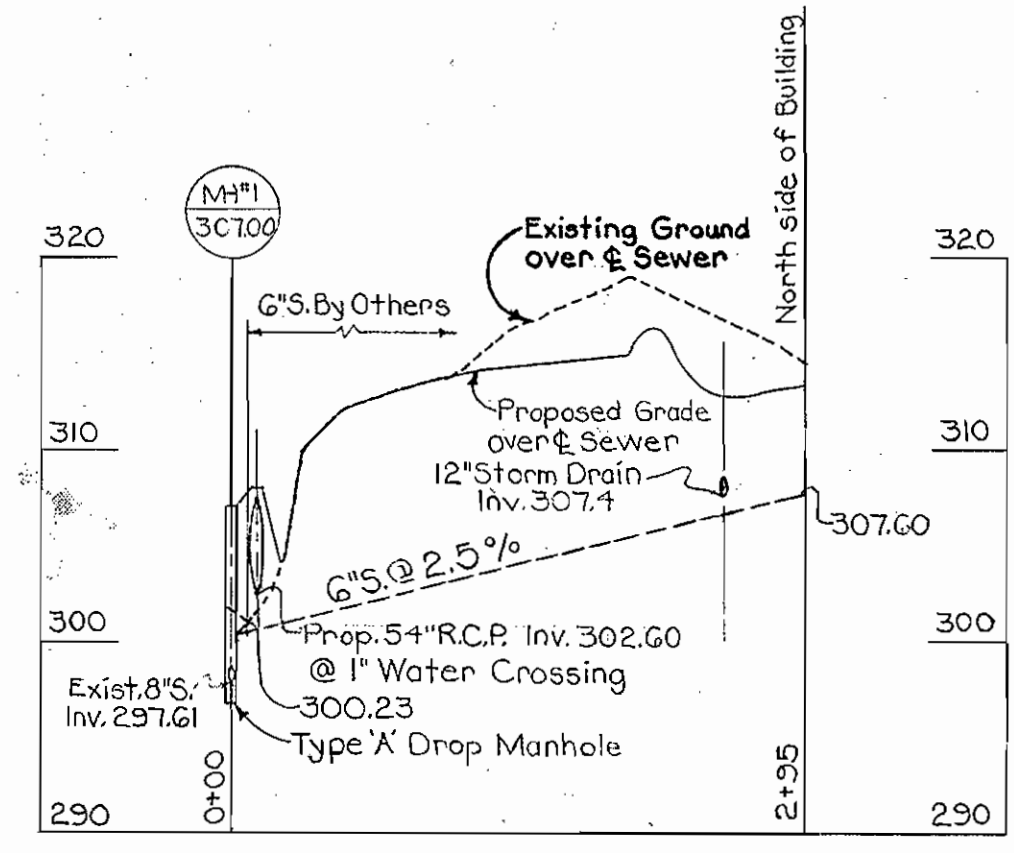 North side of Building
MH#1
307.00
320
320
Existing Ground
over ℄ Sewer
6"S. By Others
Proposed Grade
over ℄ Sewer
310
310
12" Storm Drain
Inv. 307.4
307.60
6"S.@ 2.5%
300
300
Prop. 54" R.C.P. Inv. 302.60
@ 1" Water Crossing
Exist. 8"S.
Inv. 297.61
300.23
Type 'A' Drop Manhole
0+00
2+95
290
290